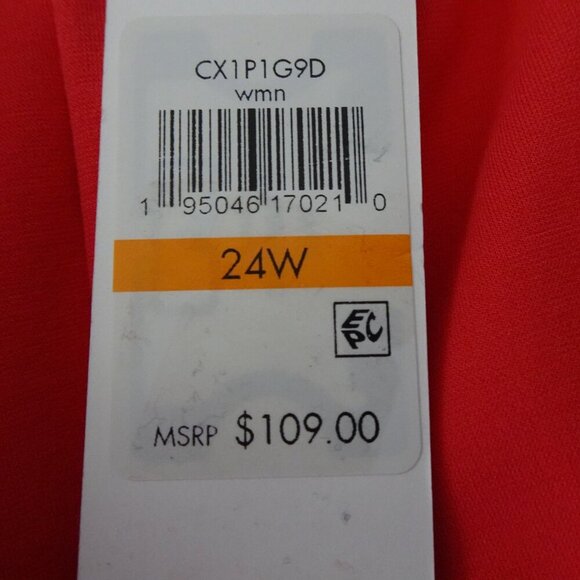 CX1P1G9D
wmn
1 95046 17021 0
24W
EPC
MSRP $109.00